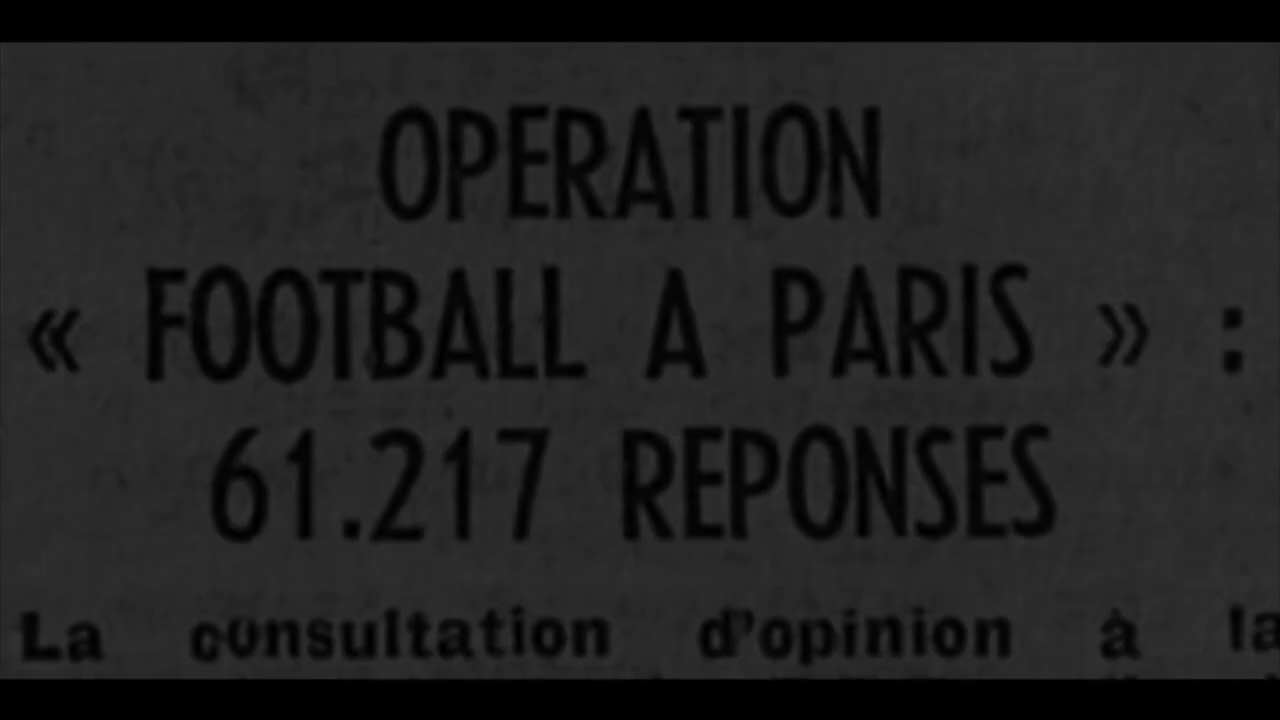 OPERATION
« FOOTBALL A PARIS » :
61.217 REPONSES
La consultation d'opinion à la